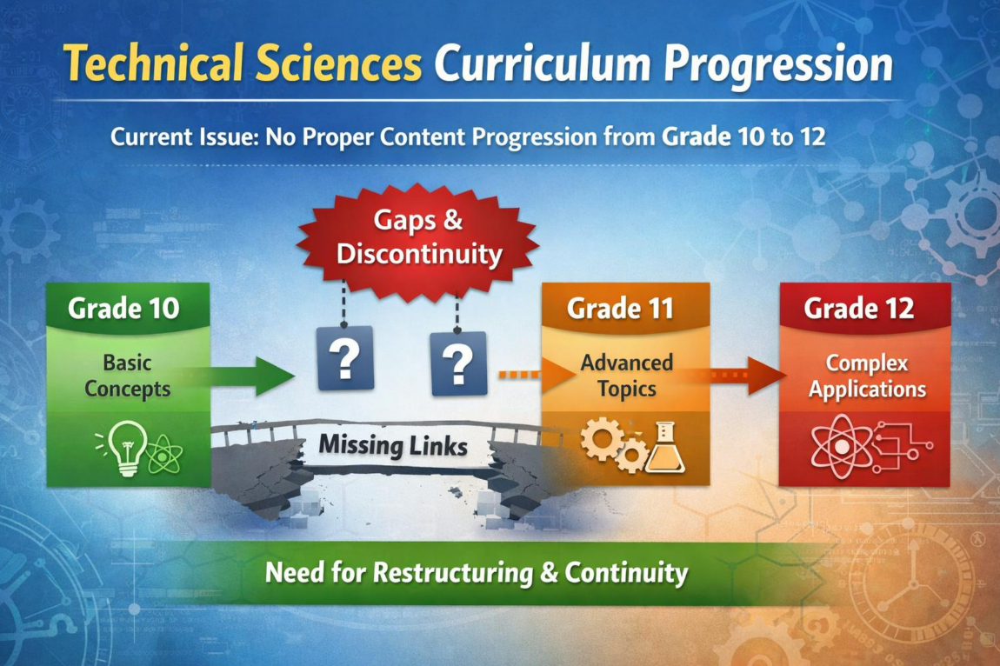 Technical Sciences Curriculum Progression
Current Issue: No Proper Content Progression from Grade 10 to 12
Gaps &
Discontinuity
Grade 10
Basic
Concepts
?
?
Missing Links
Grade 11
Advanced
Topics
Grade 12
Complex
Applications
Need for Restructuring & Continuity